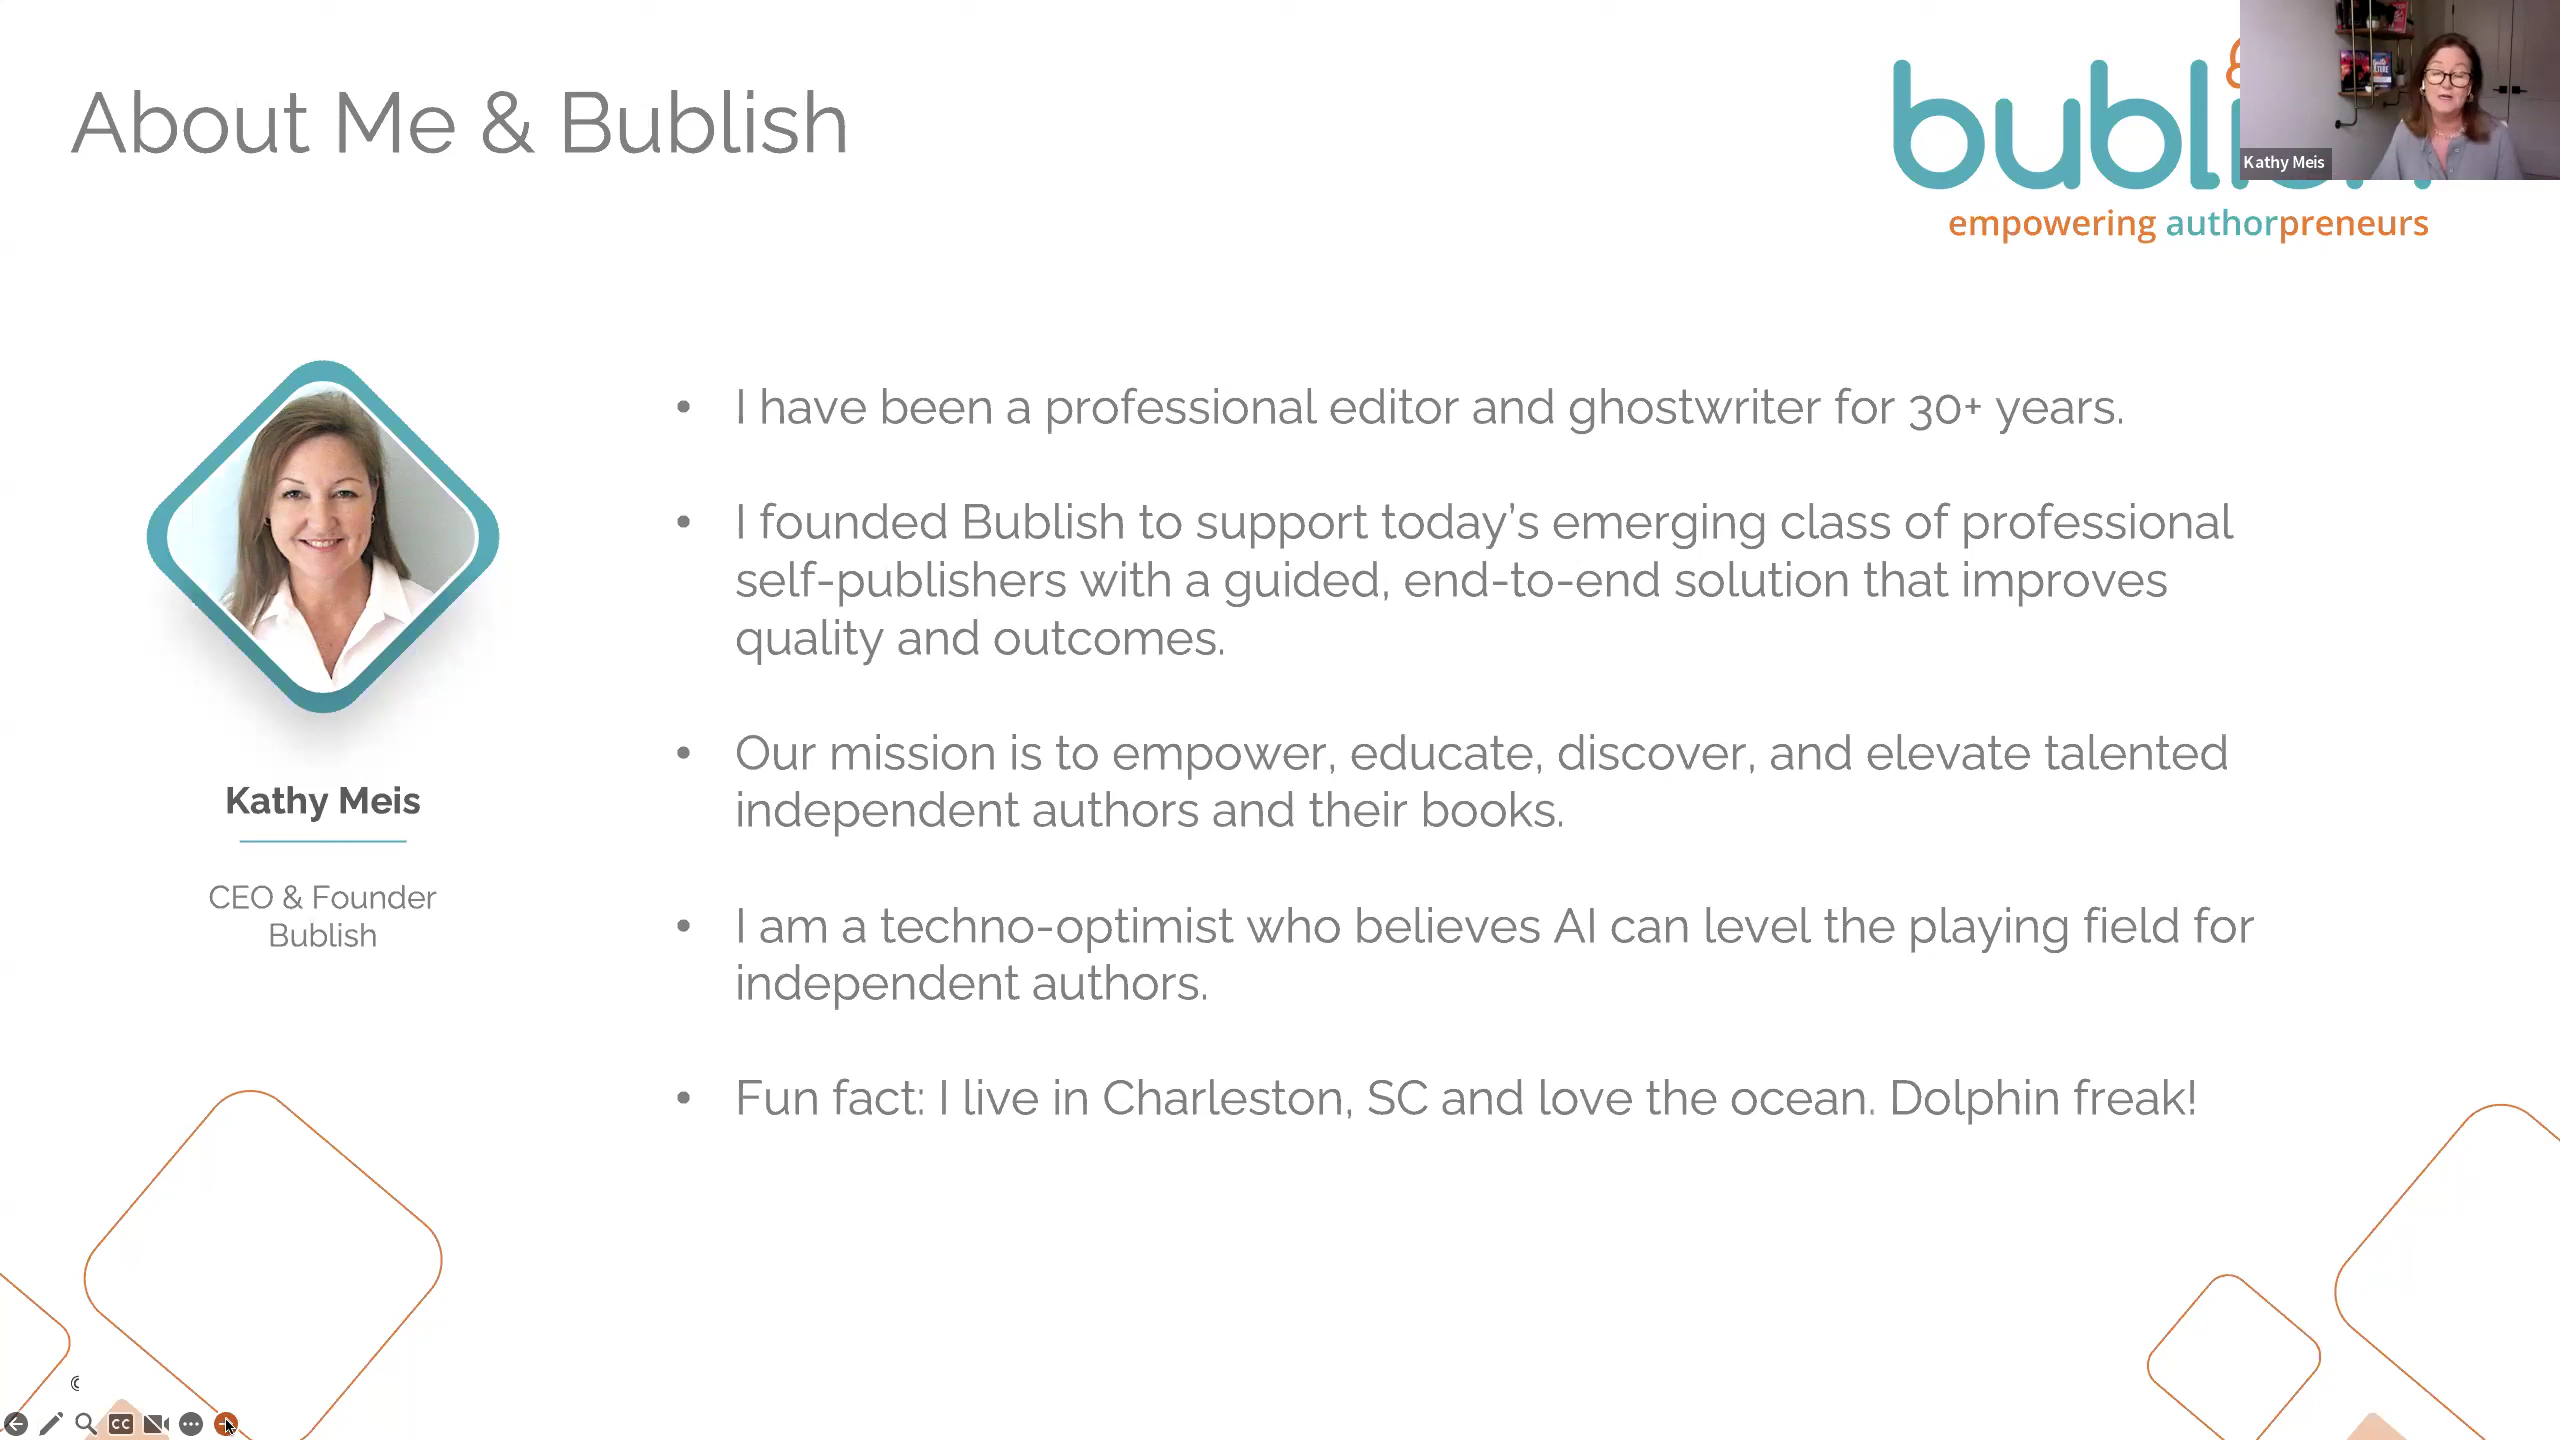 About Me & Bublish
Kathy Meis
empowering authorpreneurs
• I have been a professional editor and ghostwriter for 30+ years.
• I founded Bublish to support today's emerging class of professional
self-publishers with a guided, end-to-end solution that improves
quality and outcomes.
• Our mission is to empower, educate, discover, and elevate talented
independent authors and their books.
• I am a techno-optimist who believes AI can level the playing field for
independent authors.
• Fun fact: I live in Charleston, SC and love the ocean. Dolphin freak!
Kathy Meis
CEO & Founder
Bublish
©
CC